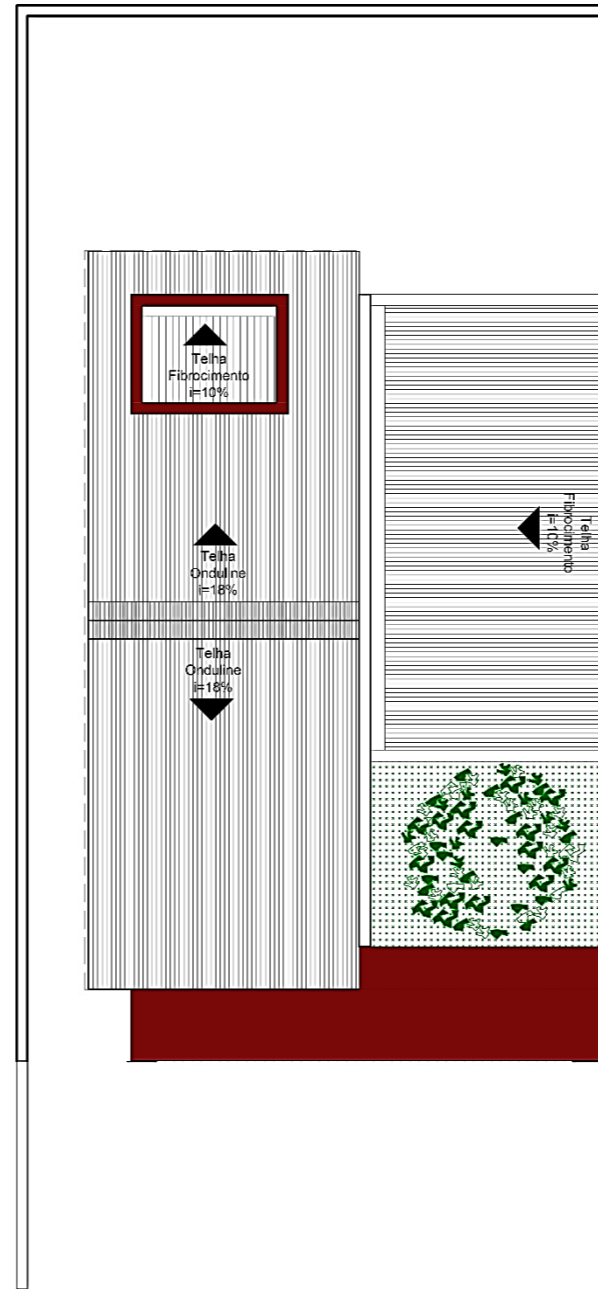 Telha
Fibrocimento
i=10%
Telha
Onduline
i=18%
Telha
Fibrocimento
i=10%
Telha
Onduline
i=18%